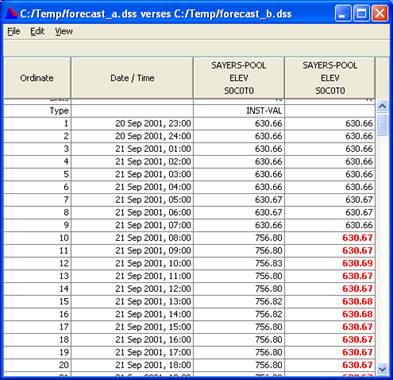 C:/Temp/forecast_a.dss verses C:/Temp/forecast_b.dss
File Edit View
Ordinate Date / Time SAYERS-POOL ELEV S0COT0 SAYERS-POOL ELEV S0COT0
Type INST-VAL
1 20 Sep 2001, 23:00 630.66 630.66
2 20 Sep 2001, 24:00 630.66 630.66
3 21 Sep 2001, 01:00 630.66 630.66
4 21 Sep 2001, 02:00 630.66 630.66
5 21 Sep 2001, 03:00 630.66 630.66
6 21 Sep 2001, 04:00 630.66 630.66
7 21 Sep 2001, 05:00 630.67 630.67
8 21 Sep 2001, 06:00 630.67 630.67
9 21 Sep 2001, 07:00 630.66 630.66
10 21 Sep 2001, 08:00 756.80 630.67
11 21 Sep 2001, 09:00 756.80 630.67
12 21 Sep 2001, 10:00 756.83 630.69
13 21 Sep 2001, 11:00 756.80 630.67
14 21 Sep 2001, 12:00 756.80 630.67
15 21 Sep 2001, 13:00 756.82 630.68
16 21 Sep 2001, 14:00 756.82 630.68
17 21 Sep 2001, 15:00 756.80 630.67
18 21 Sep 2001, 16:00 756.80 630.67
19 21 Sep 2001, 17:00 756.80 630.67
20 21 Sep 2001, 18:00 756.80 630.67